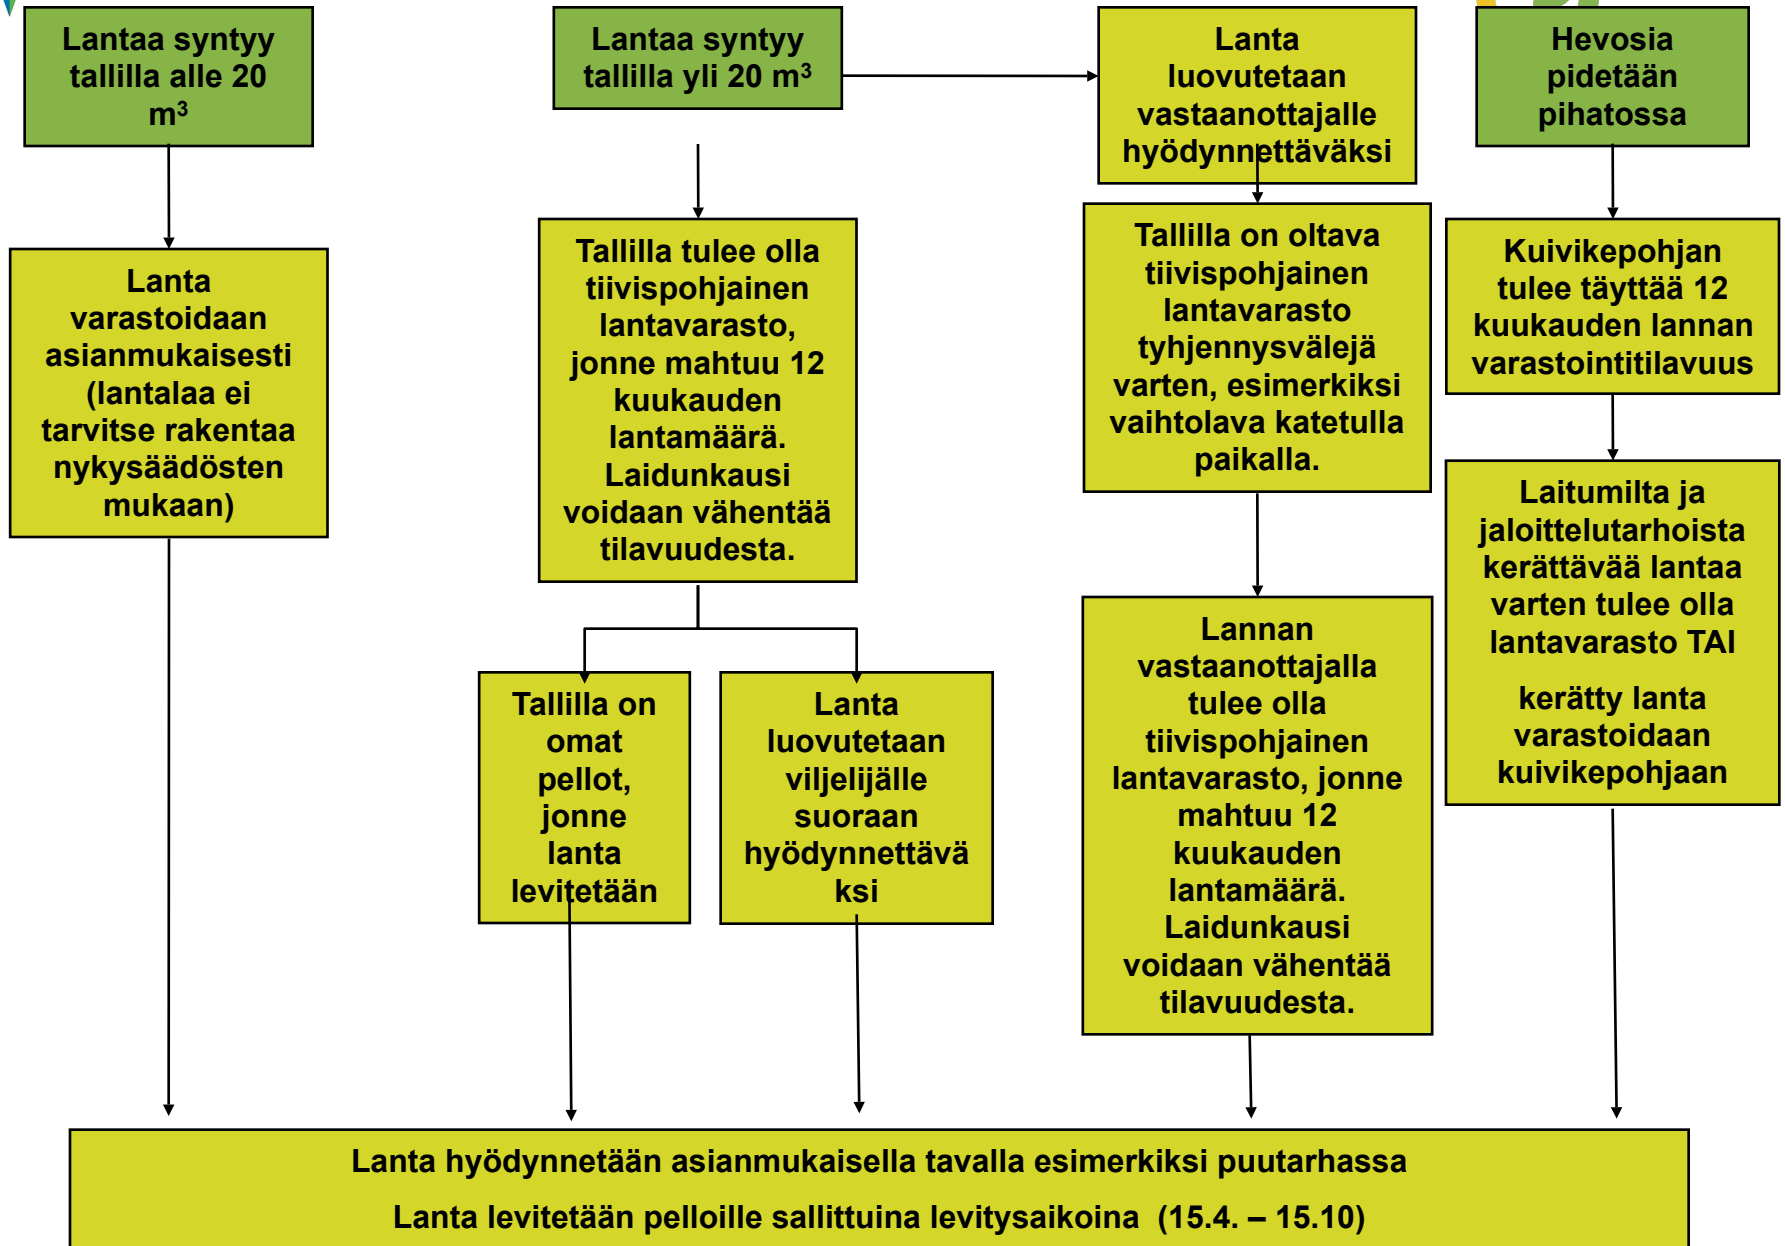 Lantaa syntyy
tallilla alle 20
m³
Lantaa syntyy
tallilla yli 20 m³
Lanta
luovutetaan
vastaanottajalle
hyödynnettäväksi
Hevosia
pidetään
pihatossa
Lanta
varastoidaan
asianmukaisesti
(lantalaa ei
tarvitse rakentaa
nykysäädösten
mukaan)
Tallilla tulee olla
tiivispohjainen
lantavarasto,
jonne mahtuu 12
kuukauden
lantamäärä.
Laidunkausi
voidaan vähentää
tilavuudesta.
Tallilla on oltava
tiivispohjainen
lantavarasto
tyhjennysvälejä
varten, esimerkiksi
vaihtolava katetulla
paikalla.
Kuivikepohjan
tulee täyttää 12
kuukauden lannan
varastointitilavuus
Tallilla on
omat
pellot,
jonne
lanta
levitetään
Lanta
luovutetaan
viljelijälle
suoraan
hyödynnettävä
ksi
Lannan
vastaanottajalla
tulee olla
tiivispohjainen
lantavarasto, jonne
mahtuu 12
kuukauden
lantamäärä.
Laidunkausi
voidaan vähentää
tilavuudesta.
Laitumilta ja
jaloittelutarhoista
kerättävää lantaa
varten tulee olla
lantavarasto TAI
kerätty lanta
varastoidaan
kuivikepohjaan
Lanta hyödynnetään asianmukaisella tavalla esimerkiksi puutarhassa
Lanta levitetään pelloille sallittuina levitysaikoina (15.4. – 15.10)